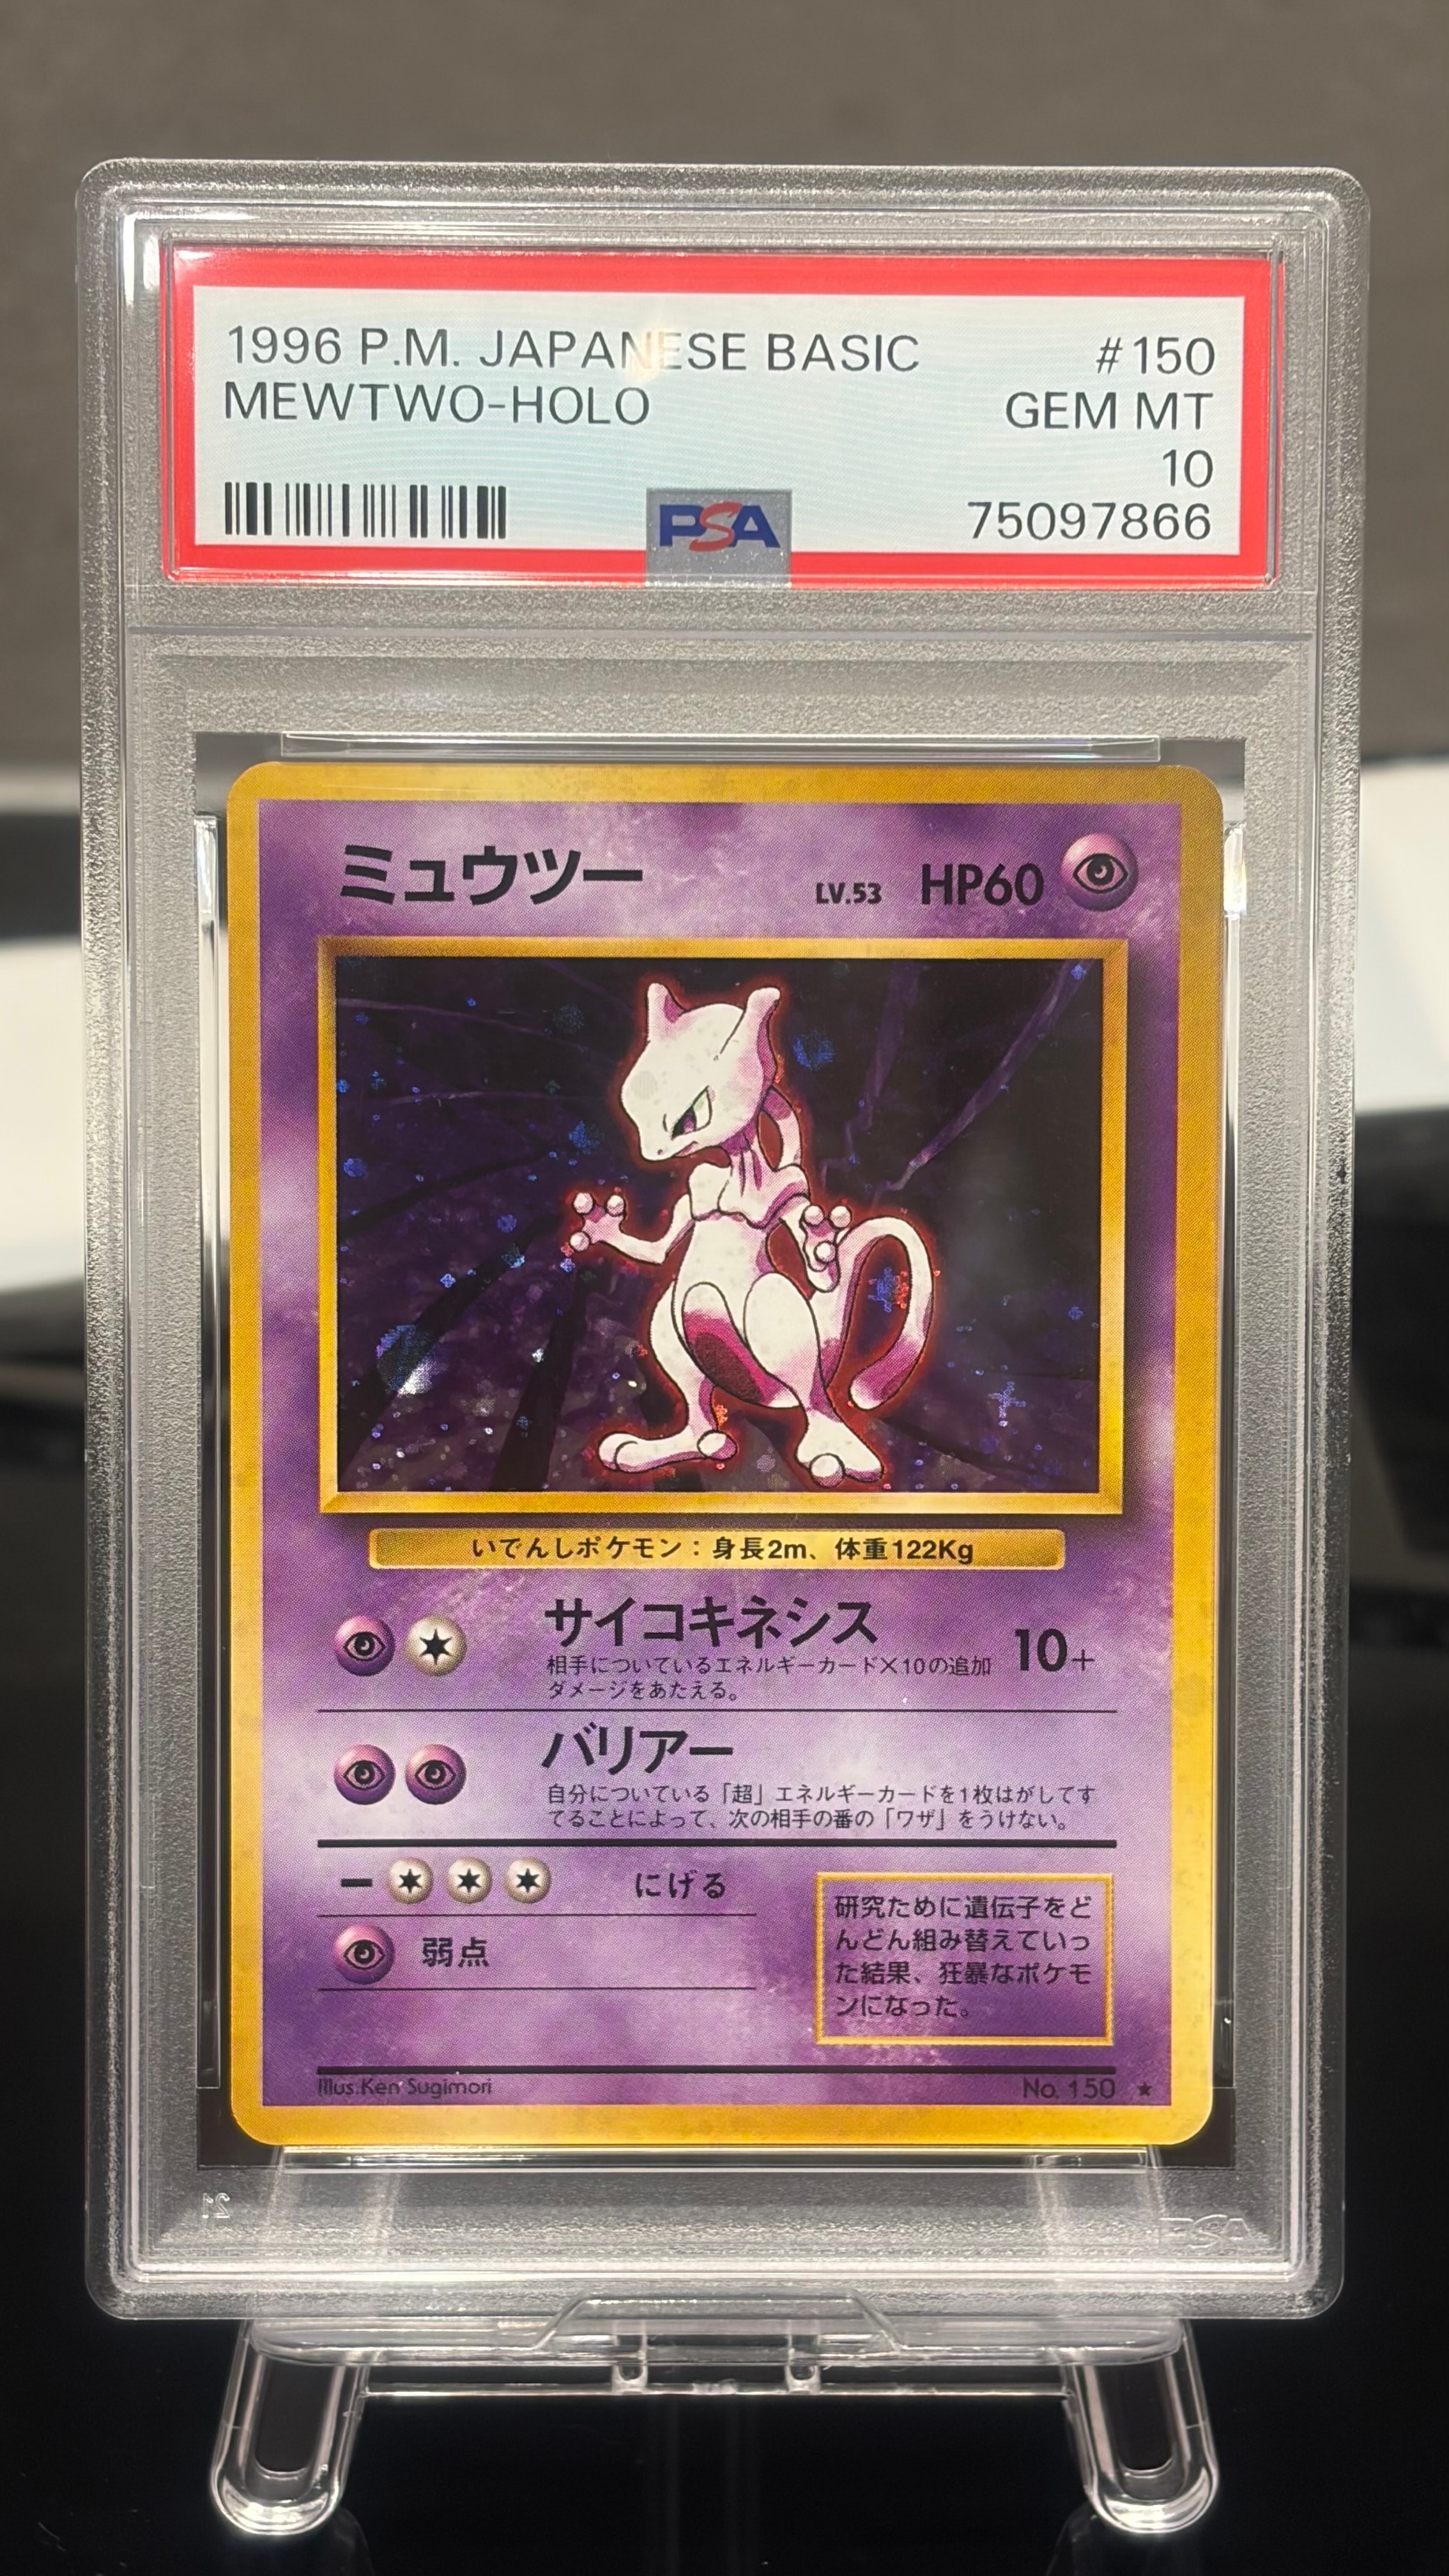 1996 P.M. JAPANESE BASIC #150
MEWTWO-HOLO GEM MT
10
PSA 75097866
ミュウツー LV.53 HP60
いでんしポケモン：身長2m、体重122Kg
サイコキネシス 10+
相手についているエネルギーカード×10の追加
ダメージをあたえる。
バリアー
自分についている「超」エネルギーカードを1枚はがしてす
てることによって、次の相手の番の「ワザ」をうけない。
ー にげる
弱点
研究ために遺伝子をど
んどん組み替えていっ
た結果、狂暴なポケモ
ンになった。
Illus.Ken Sugimori No. 150 ★
PSA